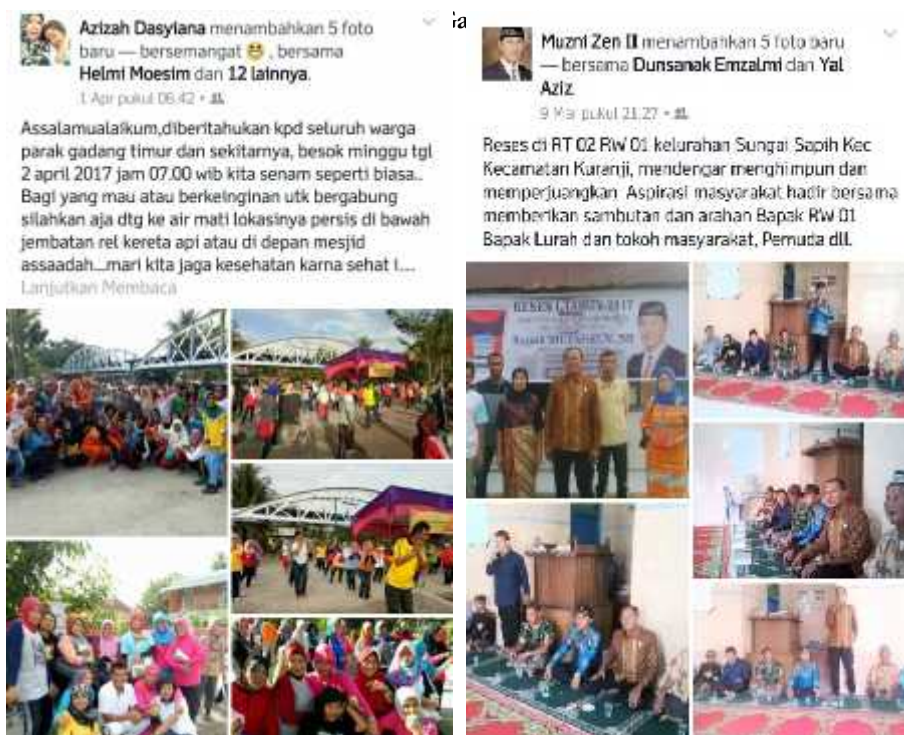 Azizah Dasyiana menambahkan 5 foto
baru — bersemangat 😄, bersama
Helmi Moesim dan 12 lainnya.
1 Apr pukul 06.42 •
Assalamualaikum,diberitahukan kpd seluruh warga
parak gadang timur dan sekitarnya, besok minggu tgl
2 april 2017 jam 07.00 wib kita senam seperti biasa..
Bagi yang mau atau berkeinginan utk bergabung
silahkan aja dtg ke air mati lokasinya persis di bawah
jembatan rel kereta api atau di depan mesjid
assaadah...mari kita jaga kesehatan karna sehat i....
Lanjutkan Membaca
Ga
Muzni Zen II menambahkan 5 foto baru
— bersama Dunsanak Emzalmi dan Yal
Aziz.
9 Mar pukul 21.27 •
Reses di RT 02 RW 01 kelurahan Sungai Sapih Kec
Kecamatan Kuranji, mendengar menghimpun dan
memperjuangkan Aspirasi masyarakat hadir bersama
memberikan sambutan dan arahan Bapak RW 01
Bapak Lurah dan tokoh masyarakat, Pemuda dll.
RESES I 2017